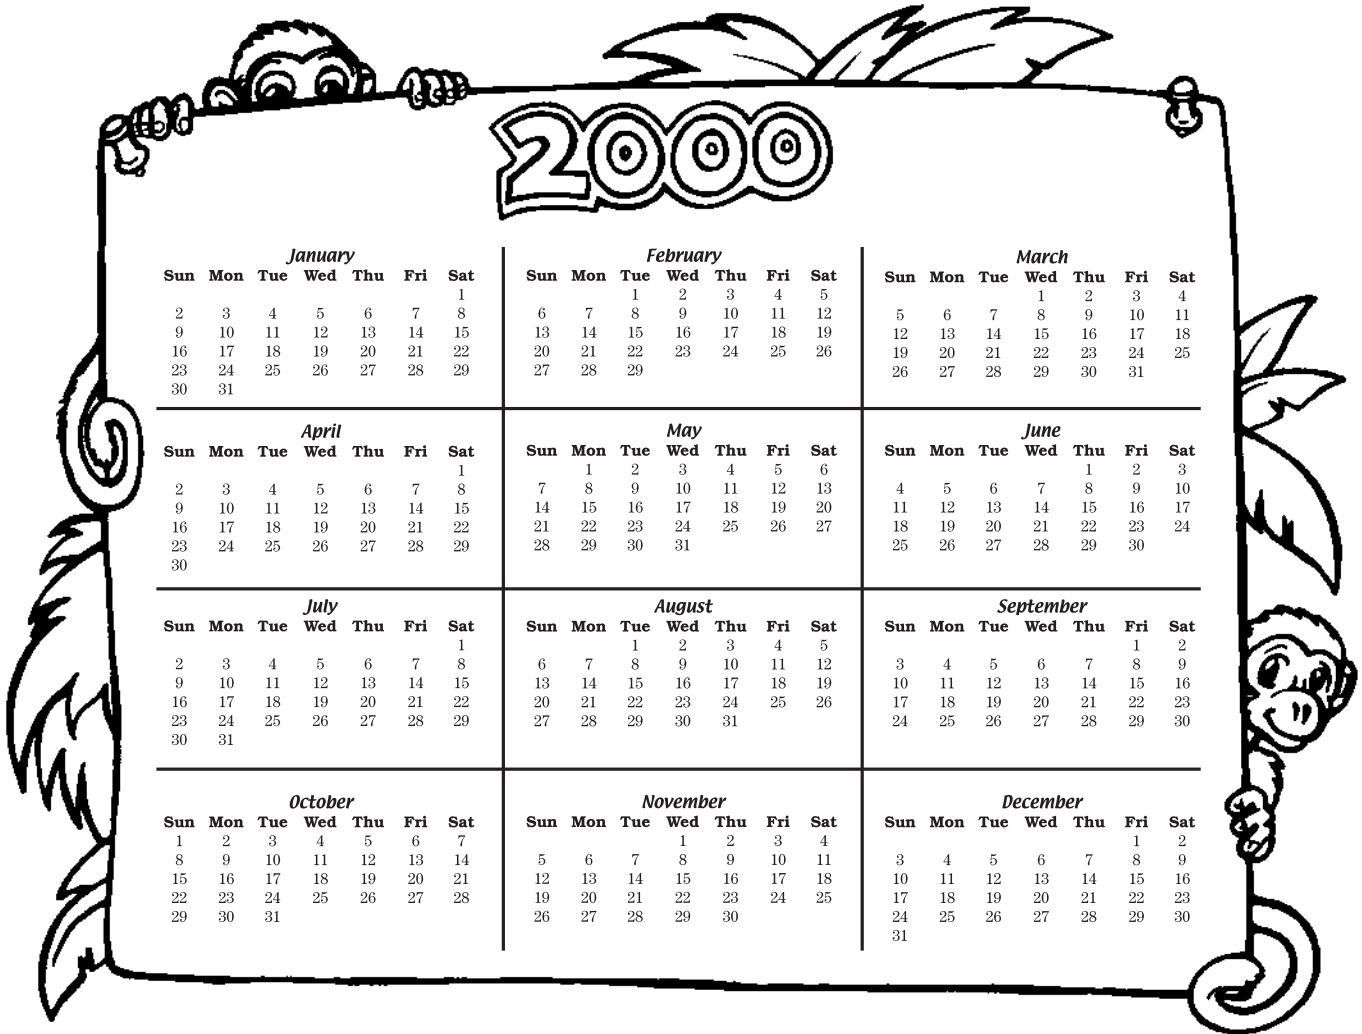 2000
January
Sun Mon Tue Wed Thu Fri Sat
1
2 3 4 5 6 7 8
9 10 11 12 13 14 15
16 17 18 19 20 21 22
23 24 25 26 27 28 29
30 31
February
Sun Mon Tue Wed Thu Fri Sat
1 2 3 4 5
6 7 8 9 10 11 12
13 14 15 16 17 18 19
20 21 22 23 24 25 26
27 28 29
March
Sun Mon Tue Wed Thu Fri Sat
1 2 3 4
5 6 7 8 9 10 11
12 13 14 15 16 17 18
19 20 21 22 23 24 25
26 27 28 29 30 31
April
Sun Mon Tue Wed Thu Fri Sat
1
2 3 4 5 6 7 8
9 10 11 12 13 14 15
16 17 18 19 20 21 22
23 24 25 26 27 28 29
30
May
Sun Mon Tue Wed Thu Fri Sat
1 2 3 4 5 6
7 8 9 10 11 12 13
14 15 16 17 18 19 20
21 22 23 24 25 26 27
28 29 30 31
June
Sun Mon Tue Wed Thu Fri Sat
1 2 3
4 5 6 7 8 9 10
11 12 13 14 15 16 17
18 19 20 21 22 23 24
25 26 27 28 29 30
July
Sun Mon Tue Wed Thu Fri Sat
1
2 3 4 5 6 7 8
9 10 11 12 13 14 15
16 17 18 19 20 21 22
23 24 25 26 27 28 29
30 31
August
Sun Mon Tue Wed Thu Fri Sat
1 2 3 4 5
6 7 8 9 10 11 12
13 14 15 16 17 18 19
20 21 22 23 24 25 26
27 28 29 30 31
September
Sun Mon Tue Wed Thu Fri Sat
1 2
3 4 5 6 7 8 9
10 11 12 13 14 15 16
17 18 19 20 21 22 23
24 25 26 27 28 29 30
October
Sun Mon Tue Wed Thu Fri Sat
1 2 3 4 5 6 7
8 9 10 11 12 13 14
15 16 17 18 19 20 21
22 23 24 25 26 27 28
29 30 31
November
Sun Mon Tue Wed Thu Fri Sat
1 2 3 4
5 6 7 8 9 10 11
12 13 14 15 16 17 18
19 20 21 22 23 24 25
26 27 28 29 30
December
Sun Mon Tue Wed Thu Fri Sat
1 2
3 4 5 6 7 8 9
10 11 12 13 14 15 16
17 18 19 20 21 22 23
24 25 26 27 28 29 30
31